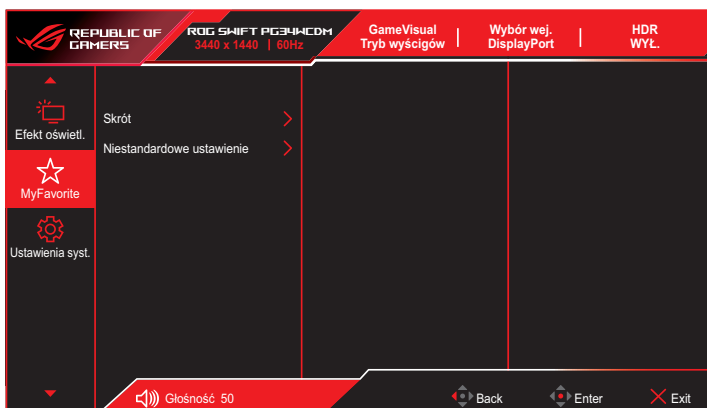 REPUBLIC OF
GAMERS
ROG SWIFT PG34WCDM
3440 x 1440 | 60Hz
GameVisual
Tryb wyścigów
Wybór wej.
DisplayPort
HDR
WYŁ.
Efekt oświetl.
MyFavorite
Ustawienia syst.
Skrót
Niestandardowe ustawienie
Głośność 50
Back
Enter
Exit